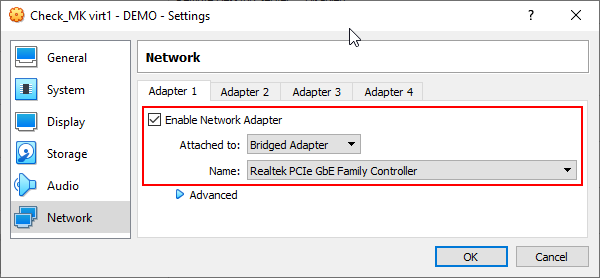 Check_MK virt1 - DEMO - Settings
General
System
Display
Storage
Audio
Network
Network
Adapter 1 Adapter 2 Adapter 3 Adapter 4
Enable Network Adapter
Attached to: Bridged Adapter
Name: Realtek PCIe GbE Family Controller
Advanced
OK Cancel